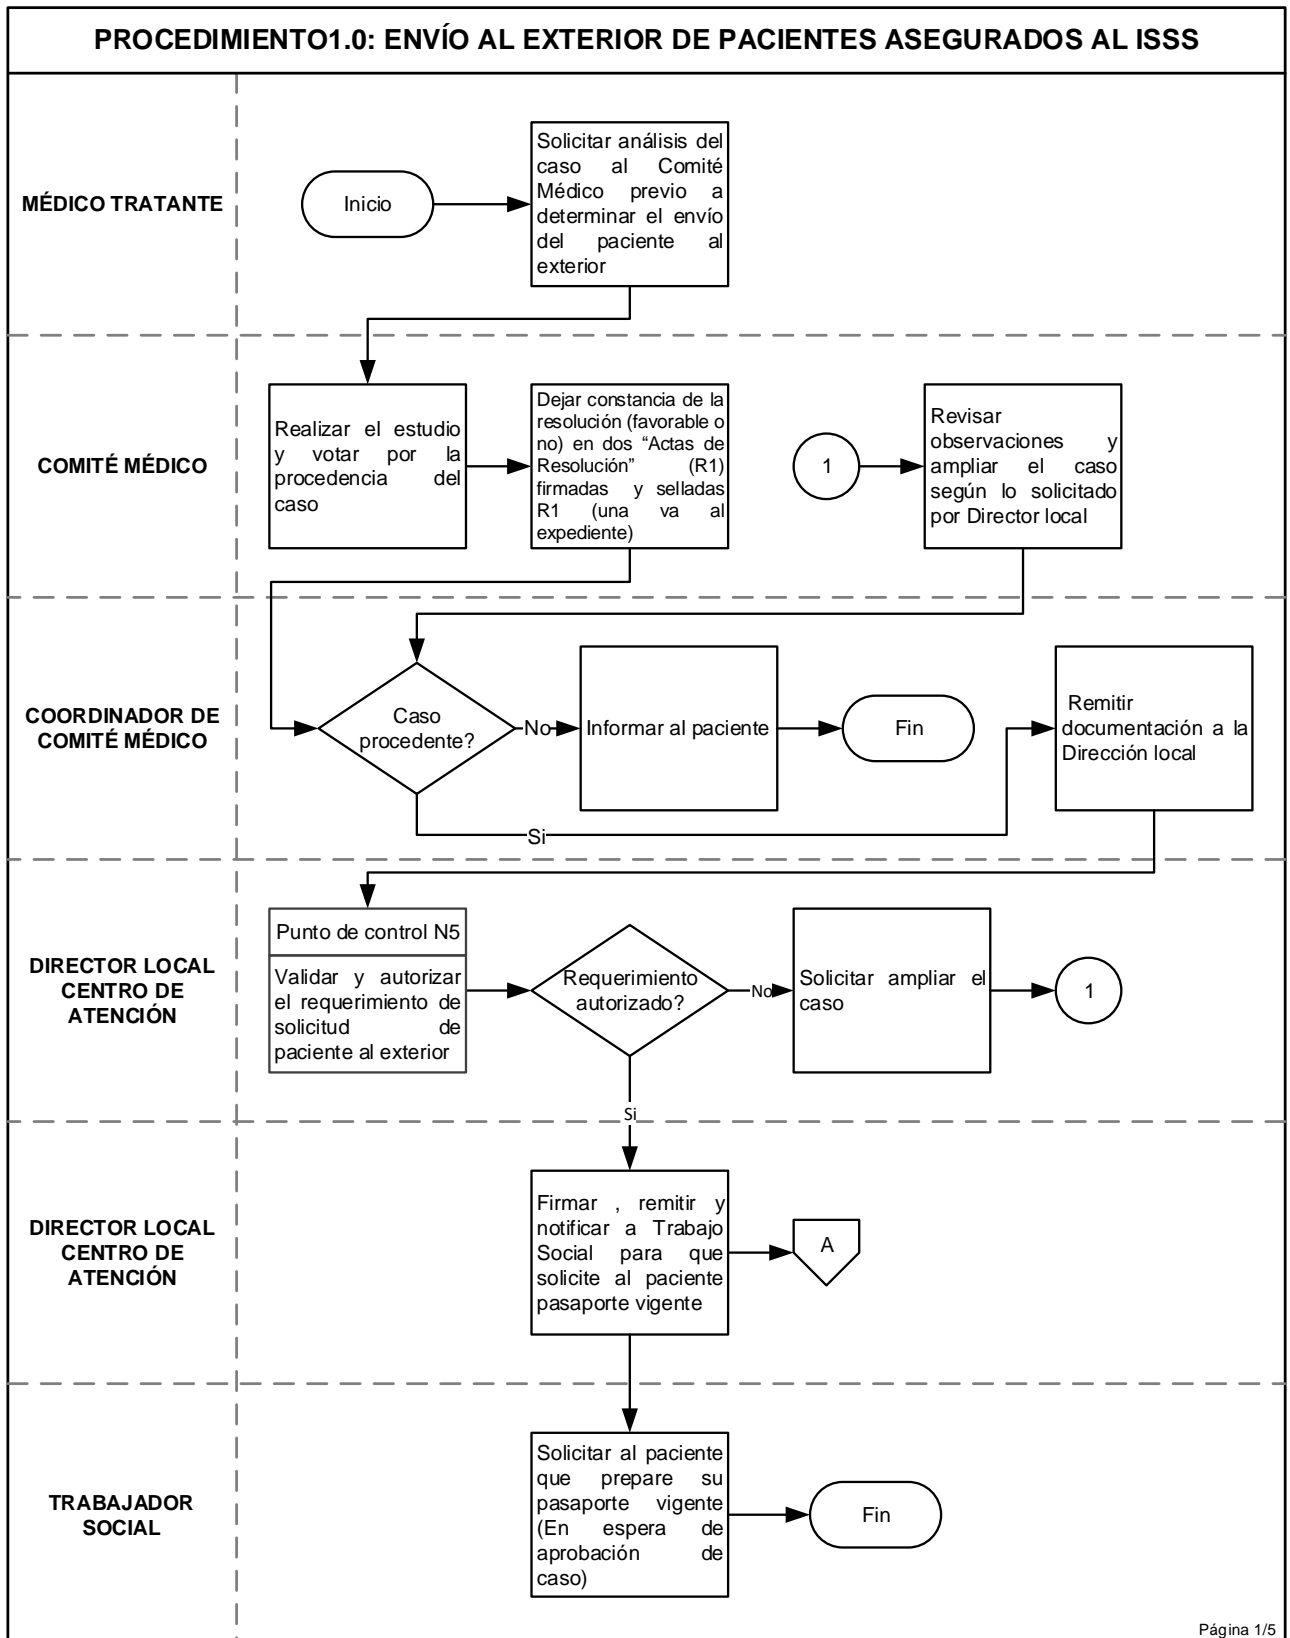 PROCEDIMIENTO1.0: ENVÍO AL EXTERIOR DE PACIENTES ASEGURADOS AL ISSS
MÉDICO TRATANTE
Inicio
Solicitar análisis del
caso al Comité
Médico previo a
determinar el envío
del paciente al
exterior
COMITÉ MÉDICO
Realizar el estudio
y votar por la
procedencia del
caso
Dejar constancia de la
resolución (favorable o
no) en dos “Actas de
Resolución” (R1)
firmadas y selladas
R1 (una va al
expediente)
1
Revisar
observaciones y
ampliar el caso
según lo solicitado
por Director local
COORDINADOR DE
COMITÉ MÉDICO
Caso
procedente?
No
Informar al paciente
Fin
Remitir
documentación a la
Dirección local
Si
DIRECTOR LOCAL
CENTRO DE
ATENCIÓN
Punto de control N5
Validar y autorizar
el requerimiento de
solicitud de
paciente al exterior
Requerimiento
autorizado?
No
Solicitar ampliar el
caso
1
Si
DIRECTOR LOCAL
CENTRO DE
ATENCIÓN
Firmar , remitir y
notificar a Trabajo
Social para que
solicite al paciente
pasaporte vigente
A
TRABAJADOR
SOCIAL
Solicitar al paciente
que prepare su
pasaporte vigente
(En espera de
aprobación de
caso)
Fin
Página 1/5